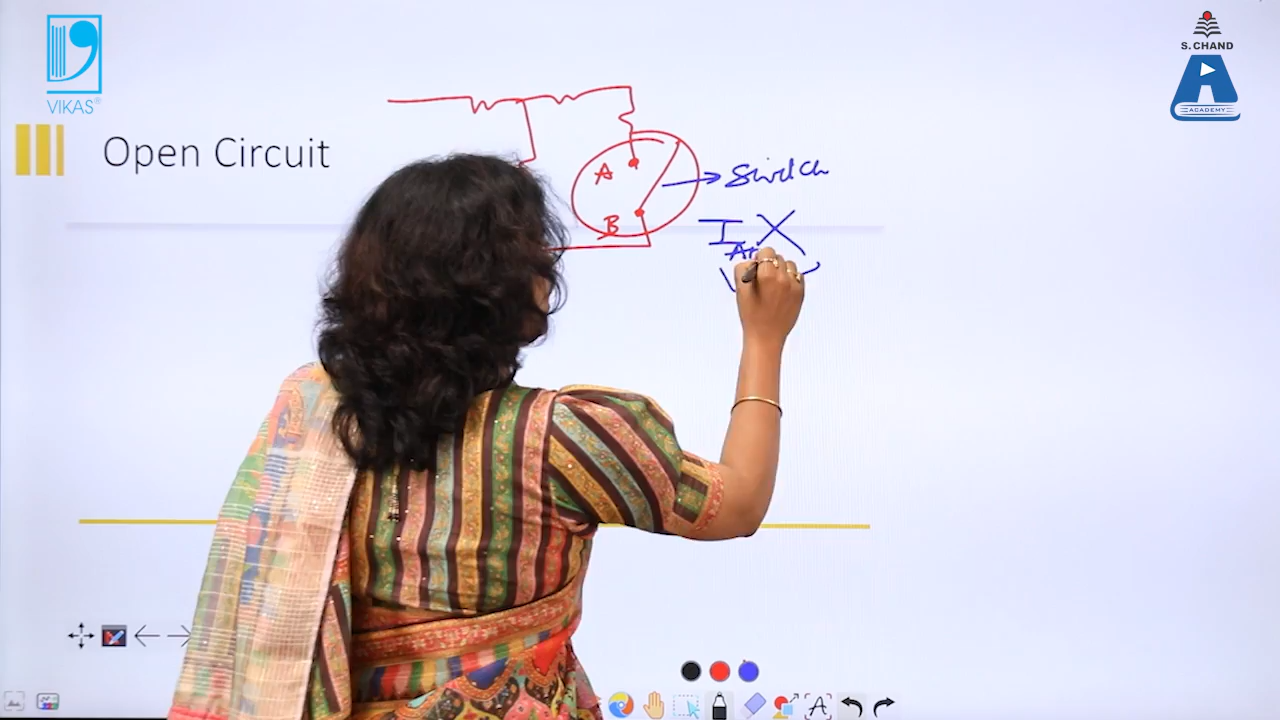 VIKAS®
S. CHAND
ACADEMY
Open Circuit
A
Switch
B
I X